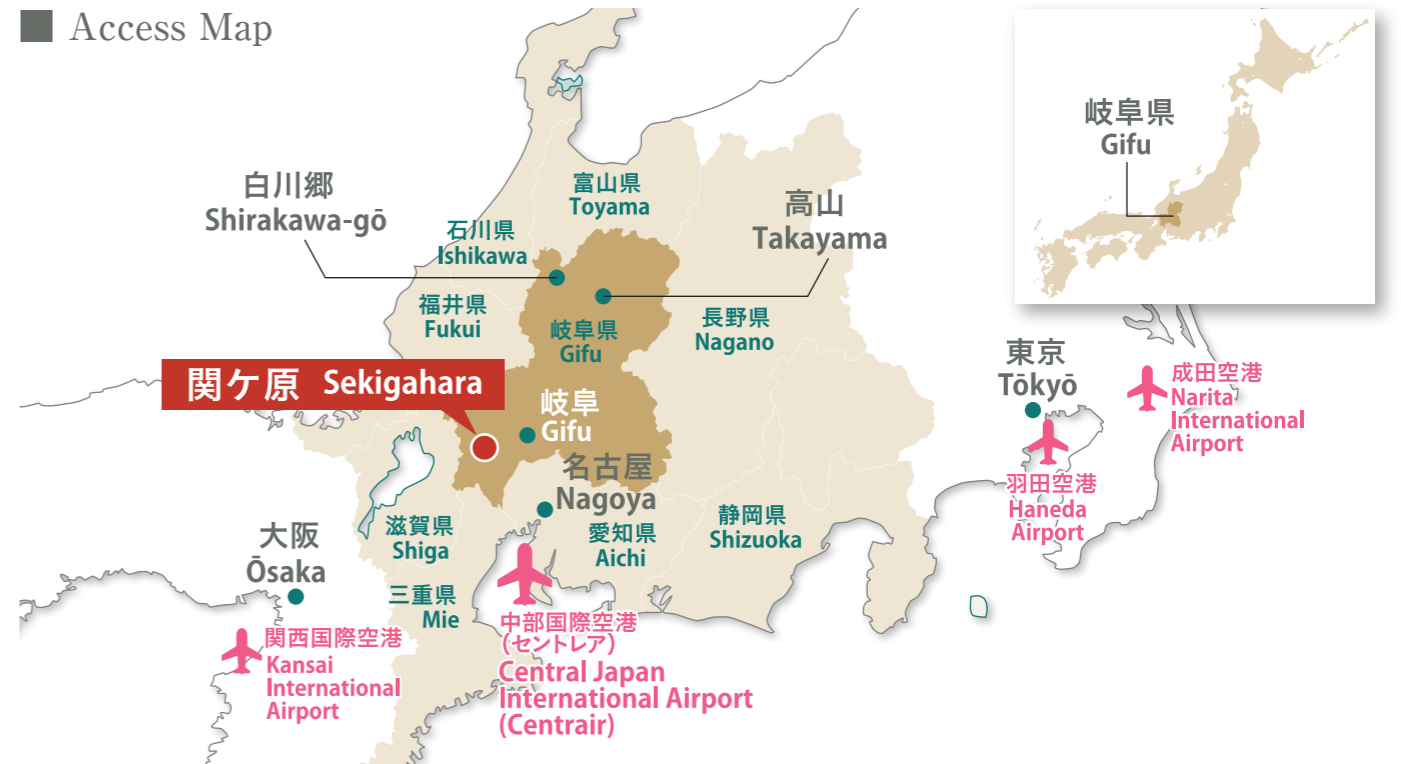 Access Map
岐阜県
Gifu
白川郷
Shirakawa-gō
富山県
Toyama
高山
Takayama
石川県
Ishikawa
福井県
Fukui
岐阜県
Gifu
長野県
Nagano
関ケ原 Sekigahara
岐阜
Gifu
東京
Tōkyō
成田空港
Narita
International
Airport
名古屋
Nagoya
羽田空港
Haneda
Airport
滋賀県
Shiga
愛知県
Aichi
静岡県
Shizuoka
大阪
Ōsaka
三重県
Mie
関西国際空港
Kansai
International
Airport
中部国際空港
(セントレア)
Central Japan
International Airport
(Centrair)